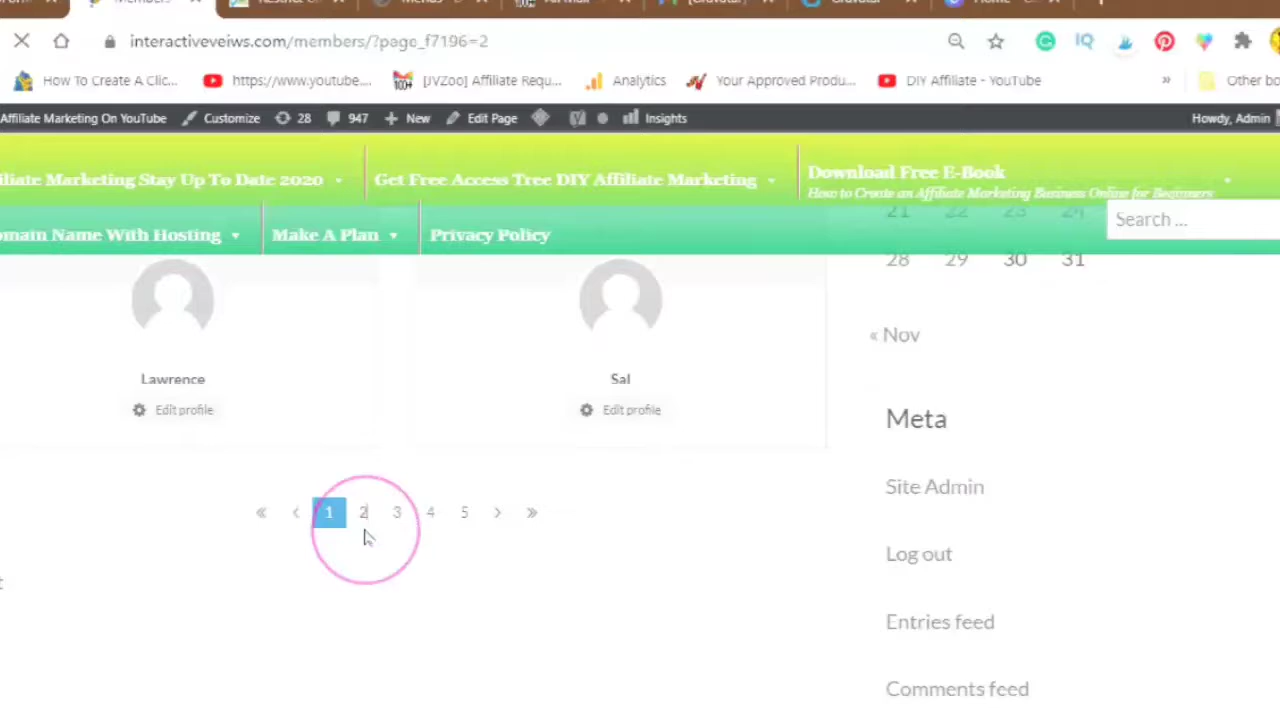 Members
interactiveveiws.com/members/?page_f7196=2
How To Create A Clic... https://www.youtube.... [JVZoo] Affiliate Requ... Analytics Your Approved Produ... DIY Affiliate - YouTube » Other bo
Affiliate Marketing On YouTube Customize 28 947 New Edit Page Insights Howdy, Admin
iliate Marketing Stay Up To Date 2020 Get Free Access Tree DIY Affiliate Marketing Download Free E-Book
How to Create an Affiliate Marketing Business Online for Beginners
omain Name With Hosting Make A Plan Privacy Policy
21 22 23 24
Search ...
28 29 30 31
« Nov
Lawrence Sal
Edit profile Edit profile
Meta
Site Admin
« ‹ 1 2 3 4 5 › »
Log out
Entries feed
Comments feed